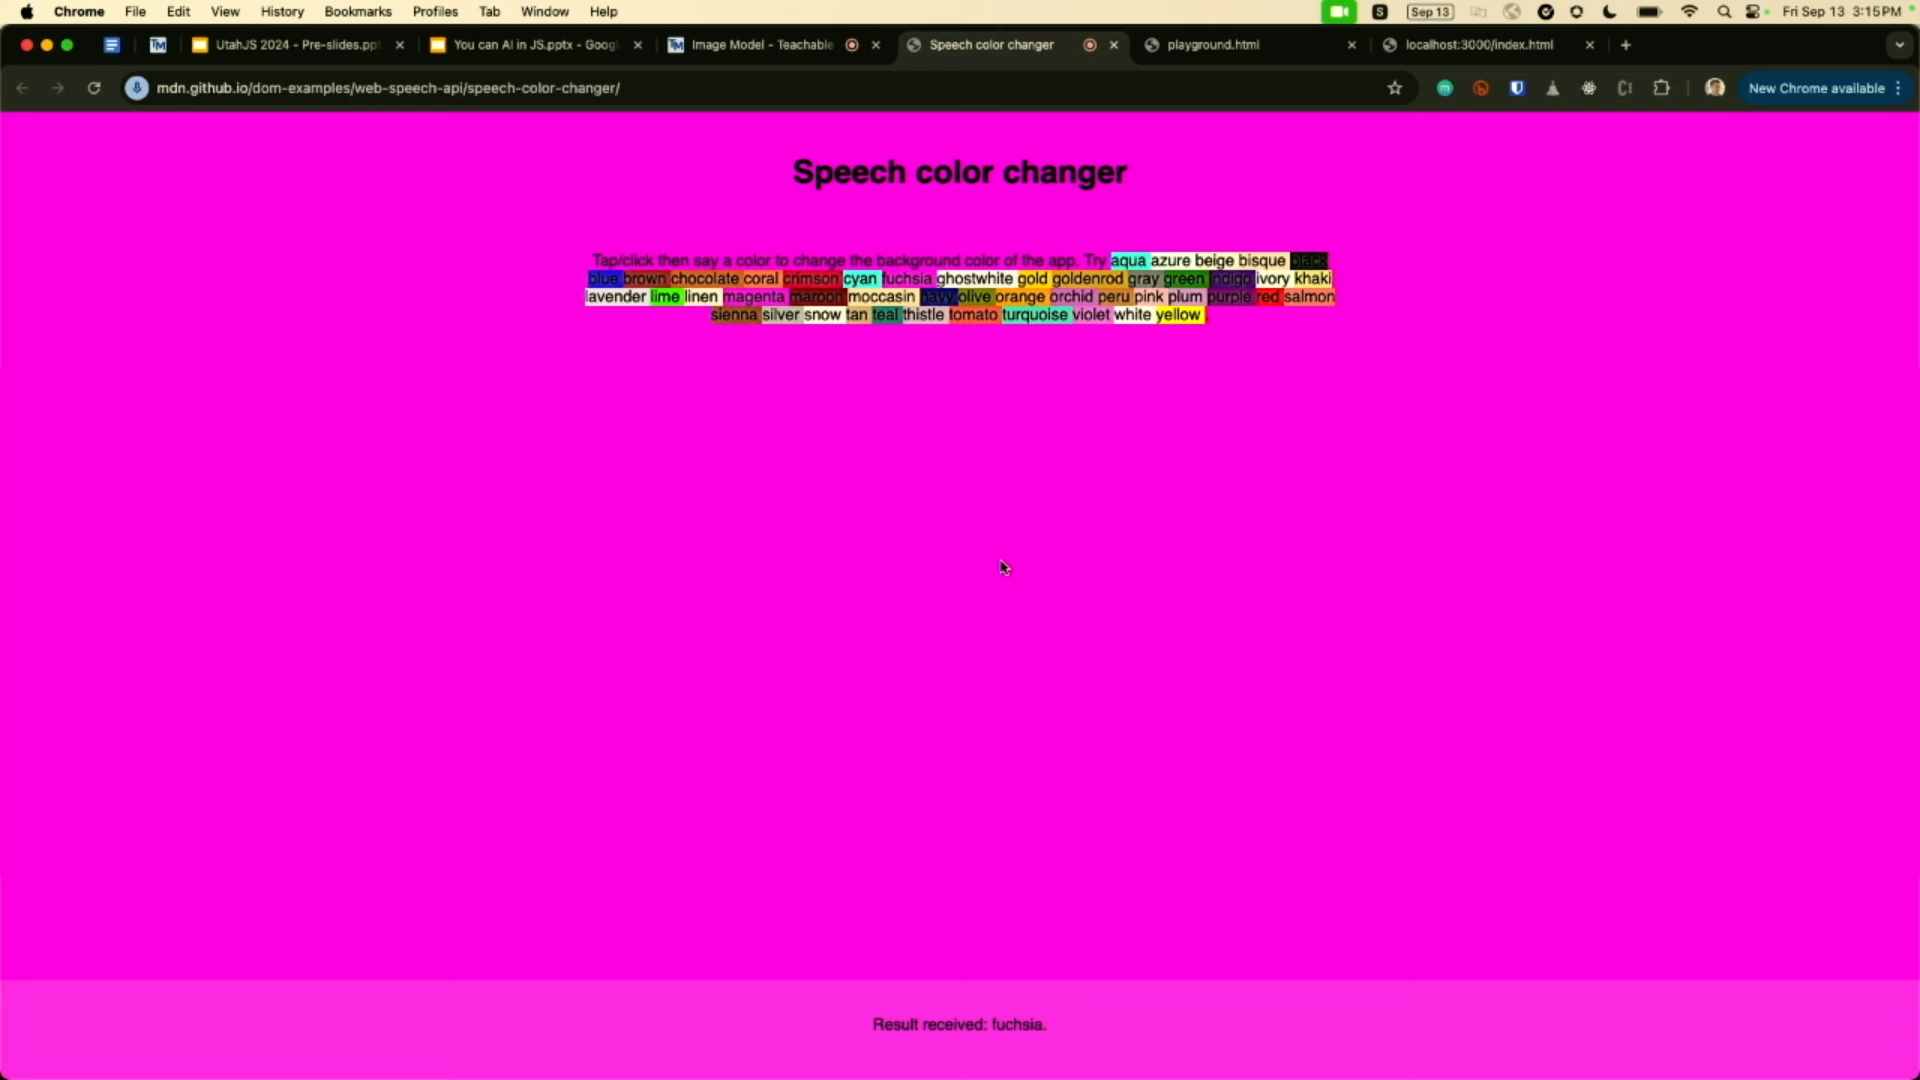 Chrome File Edit View History Bookmarks Profiles Tab Window Help S Sep 13 Fri Sep 13 3:15 PM
TM UtahJS 2024 - Pre-slides.ppt You can AI in JS.pptx - Googl TM Image Model - Teachable Speech color changer playground.html localhost:3000/index.html
mdn.github.io/dom-examples/web-speech-api/speech-color-changer/ New Chrome available
Speech color changer
Tap/click then say a color to change the background color of the app. Try aqua azure beige bisque black
blue brown chocolate coral crimson cyan fuchsia ghostwhite gold goldenrod gray green indigo ivory khaki
lavender lime linen magenta maroon moccasin navy olive orange orchid peru pink plum purple red salmon
sienna silver snow tan teal thistle tomato turquoise violet white yellow .
Result received: fuchsia.